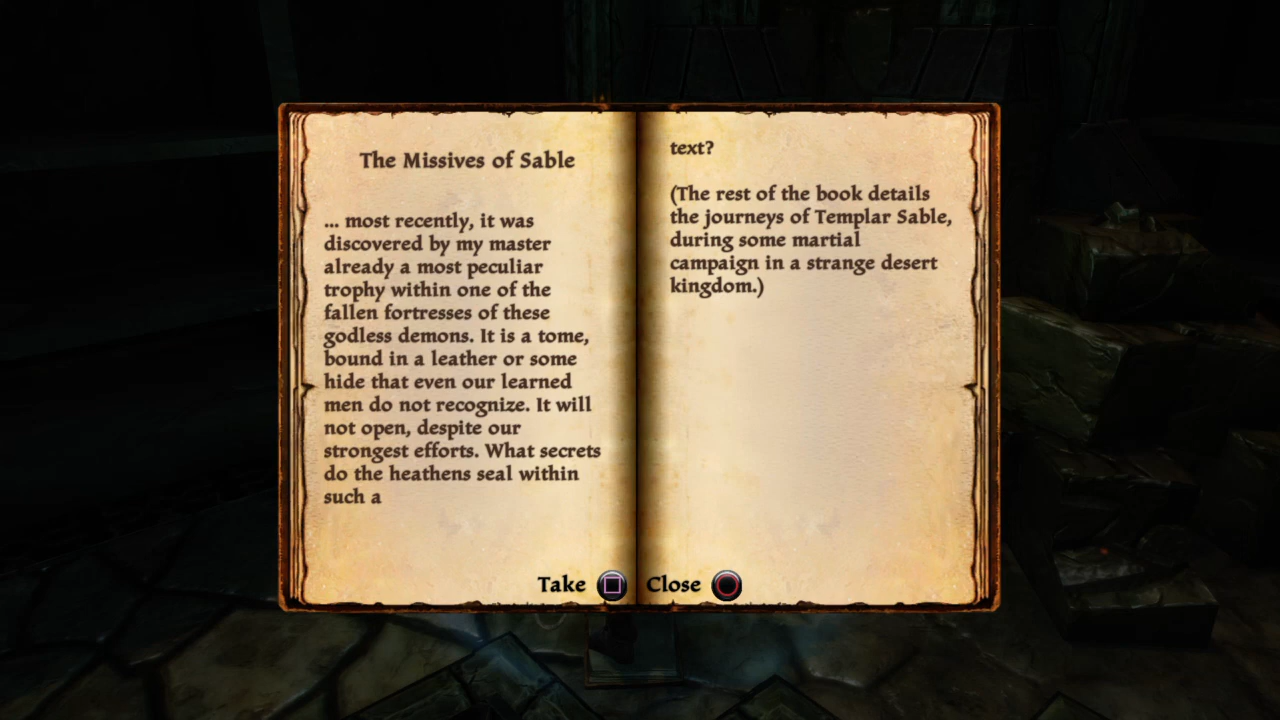 The Missives of Sable
... most recently, it was
discovered by my master
already a most peculiar
trophy within one of the
fallen fortresses of these
godless demons. It is a tome,
bound in a leather or some
hide that even our learned
men do not recognize. It will
not open, despite our
strongest efforts. What secrets
do the heathens seal within
such a
text?
(The rest of the book details
the journeys of Templar Sable,
during some martial
campaign in a strange desert
kingdom.)
Take Close